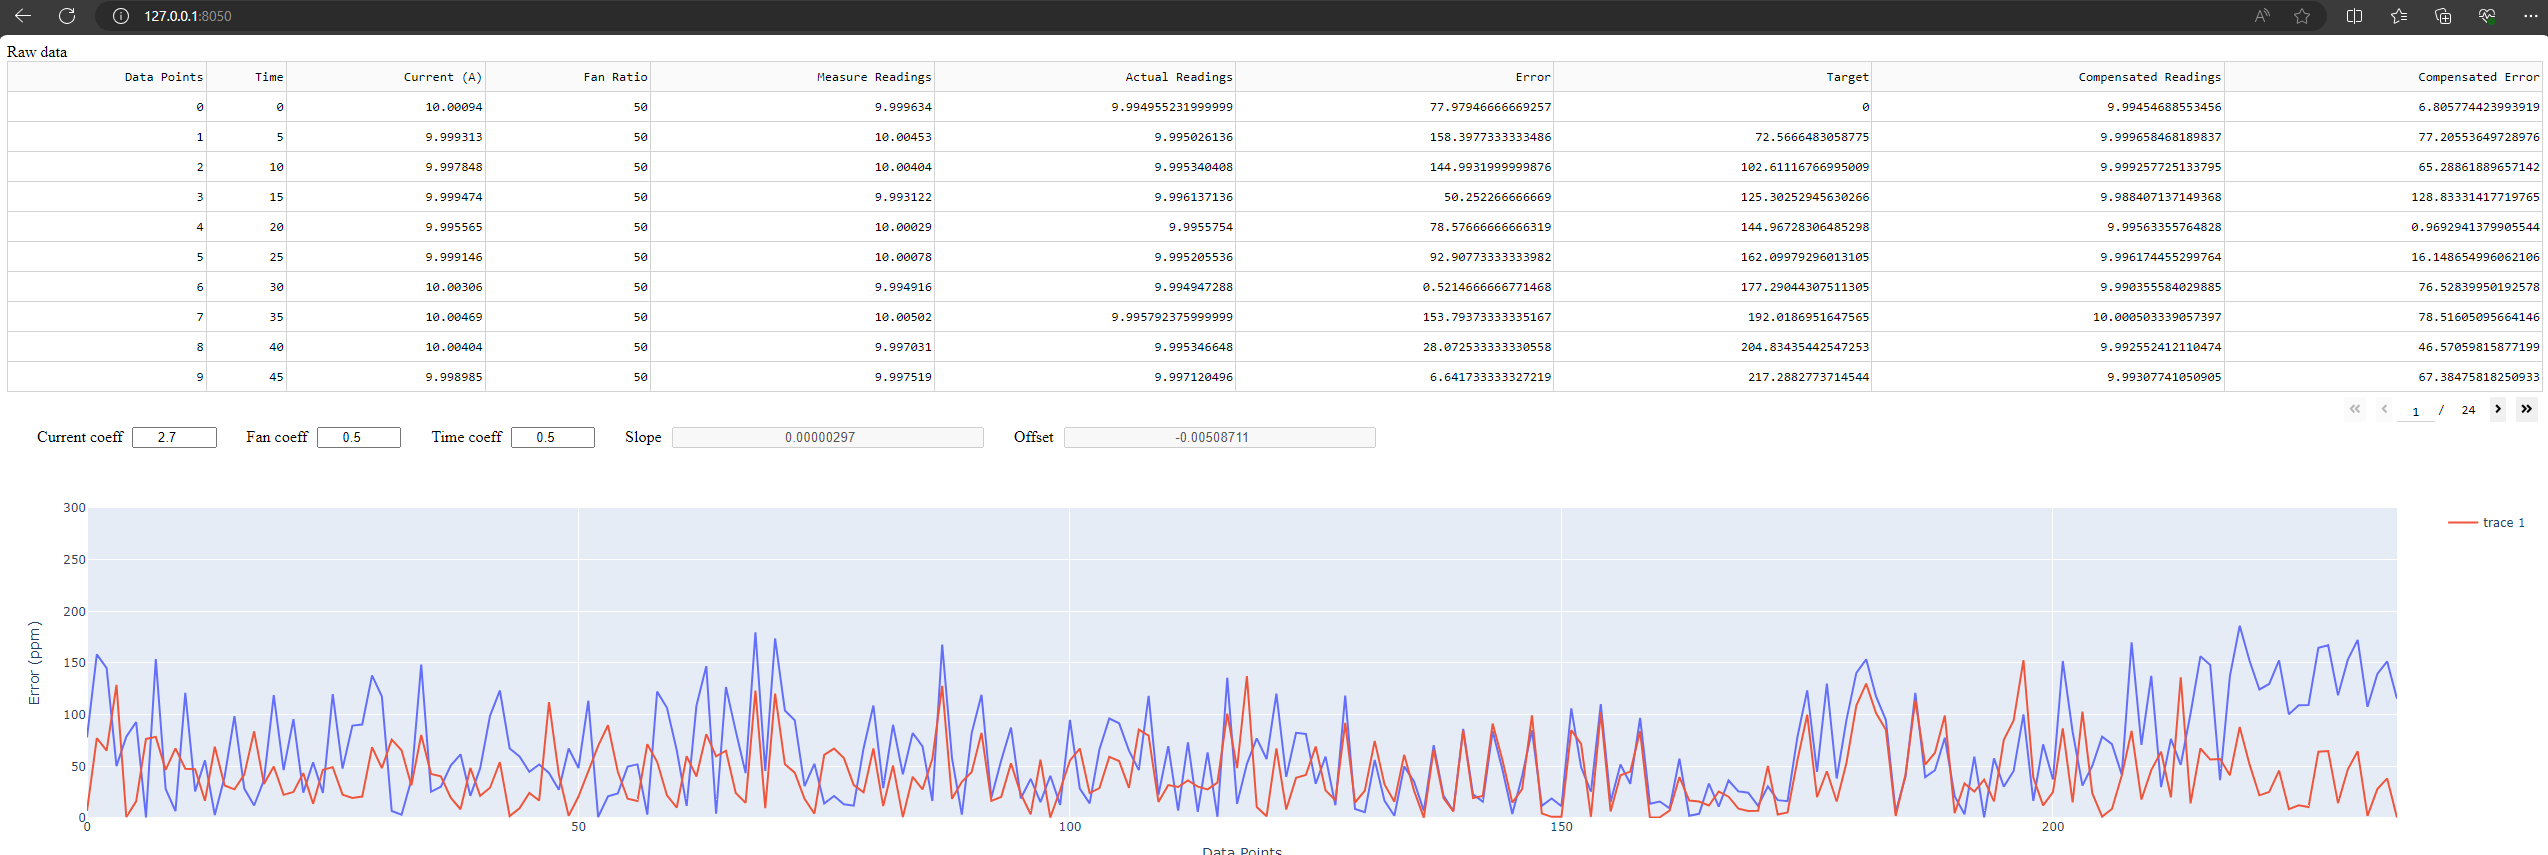 127.0.0.1:8050
Raw data
Data Points Time Current (A) Fan Ratio Measure Readings Actual Readings Error Target Compensated Readings Compensated Error
0 0 10.00094 50 9.999634 9.994955231999999 77.97946666669257 0 9.99454688553456 6.805774423993919
1 5 9.999313 50 10.00453 9.995026136 158.3977333333486 72.5666483058775 9.999658468189837 77.20553649728976
2 10 9.997848 50 10.00404 9.995340408 144.9931999999876 102.61116766995009 9.999257725133795 65.28861889657142
3 15 9.999474 50 9.993122 9.996137136 50.252266666669 125.30252945630266 9.988407137149368 128.83331417719765
4 20 9.995565 50 10.00029 9.9955754 78.57666666666319 144.96728306485298 9.99563355764828 0.9692941379905544
5 25 9.999146 50 10.00078 9.995205536 92.90773333333982 162.09979296013105 9.996174455299764 16.148654996062106
6 30 10.00306 50 9.994916 9.994947288 0.5214666666771468 177.29044307511305 9.990355584029885 76.52839950192578
7 35 10.00469 50 10.00502 9.995792375999999 153.79373333335167 192.0186951647565 10.000503339057397 78.51605095664146
8 40 10.00404 50 9.997031 9.995346648 28.072533333330558 204.83435442547253 9.992552412110474 46.57059815877199
9 45 9.998985 50 9.997519 9.997120496 6.641733333327219 217.2882773714544 9.99307741050905 67.38475818250933
1 / 24
Current coeff 2.7 Fan coeff 0.5 Time coeff 0.5 Slope 0.00000297 Offset -0.00508711
300
250
200
150
100
50
0
Error (ppm)
trace 1
0 50 100 150 200
Data Points